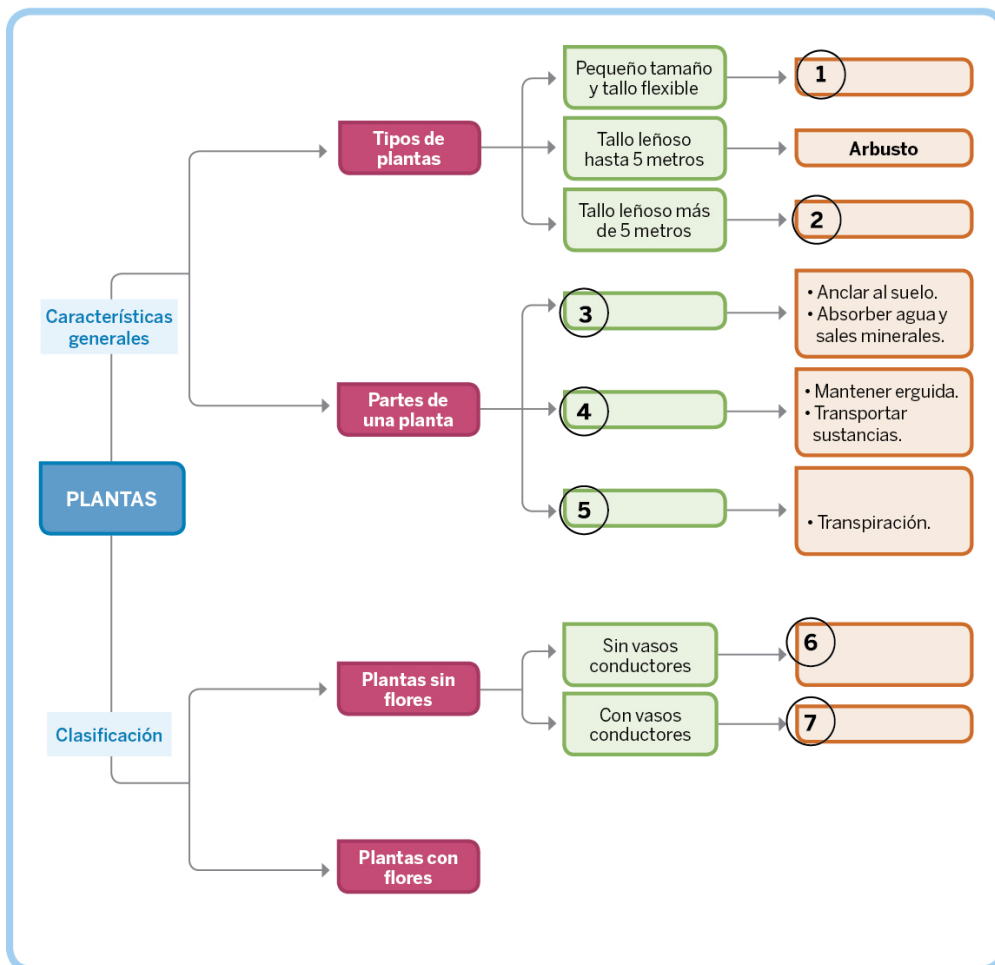 Pequeño tamaño
y tallo flexible
1
Tipos de
plantas
Tallo leñoso
hasta 5 metros
Arbusto
Tallo leñoso más
de 5 metros
2
Características
generales
3
• Anclar al suelo.
• Absorber agua y
sales minerales.
Partes de
una planta
4
• Mantener erguida.
• Transportar
sustancias.
PLANTAS
5
• Transpiración.
Sin vasos
conductores
6
Plantas sin
flores
Con vasos
conductores
7
Clasificación
Plantas con
flores